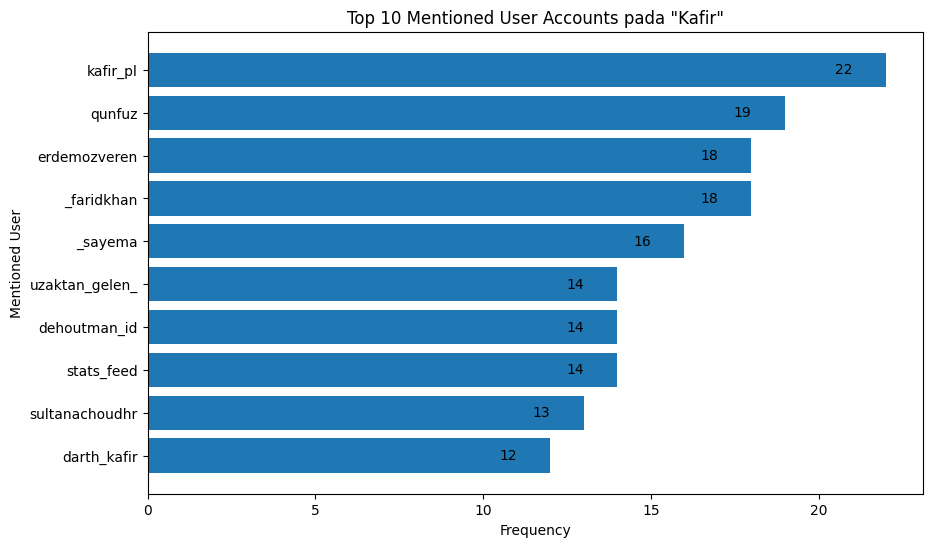 Top 10 Mentioned User Accounts pada "Kafir"
Mentioned User
kafir_pl 22
qunfuz 19
erdemozveren 18
_faridkhan 18
_sayema 16
uzaktan_gelen_ 14
dehoutman_id 14
stats_feed 14
sultanachoudhr 13
darth_kafir 12
0 5 10 15 20
Frequency